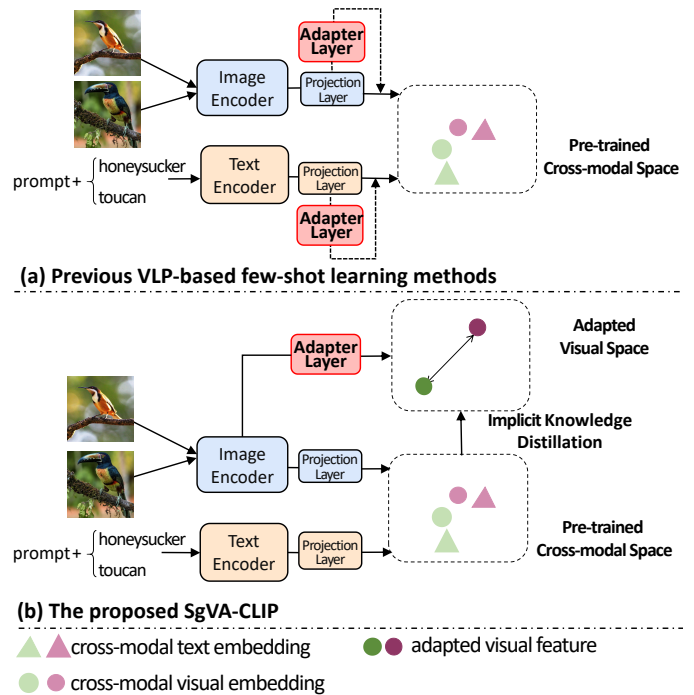 Adapter
Layer
Image
Encoder
Projection
Layer
Pre-trained
Cross-modal Space
prompt+
honeysucker
toucan
Text
Encoder
Projection
Layer
Adapter
Layer
(a) Previous VLP-based few-shot learning methods
Adapter
Layer
Adapted
Visual Space
Implicit Knowledge
Distillation
Image
Encoder
Projection
Layer
prompt+
honeysucker
toucan
Text
Encoder
Projection
Layer
Pre-trained
Cross-modal Space
(b) The proposed SgVA-CLIP
cross-modal text embedding
adapted visual feature
cross-modal visual embedding